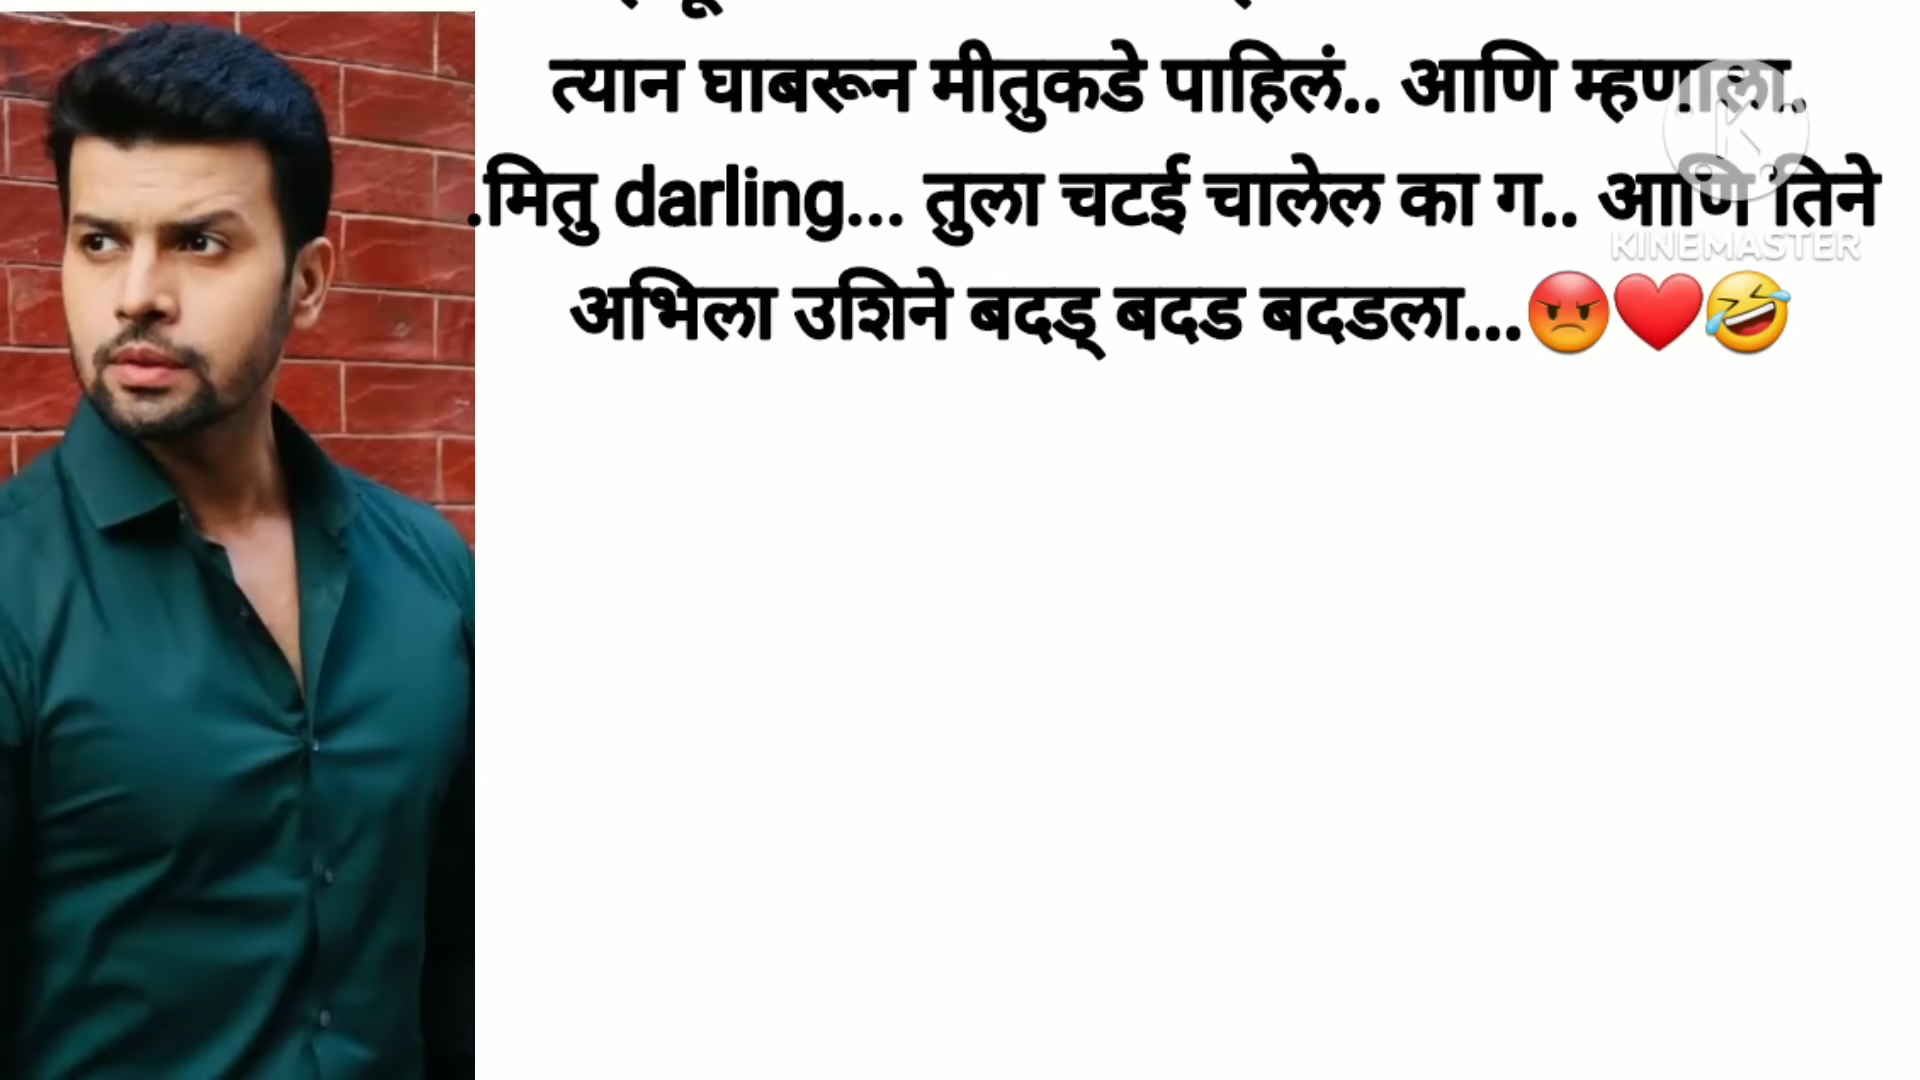 त्यान घाबरून मीतुकडे पाहिलं.. आणि म्हणाला..
.मितु darling... तुला चटई चालेल का ग.. आणि तिने
KINEMASTER
अभिला उशिने बदड् बदड बदडला...😡❤️🤣